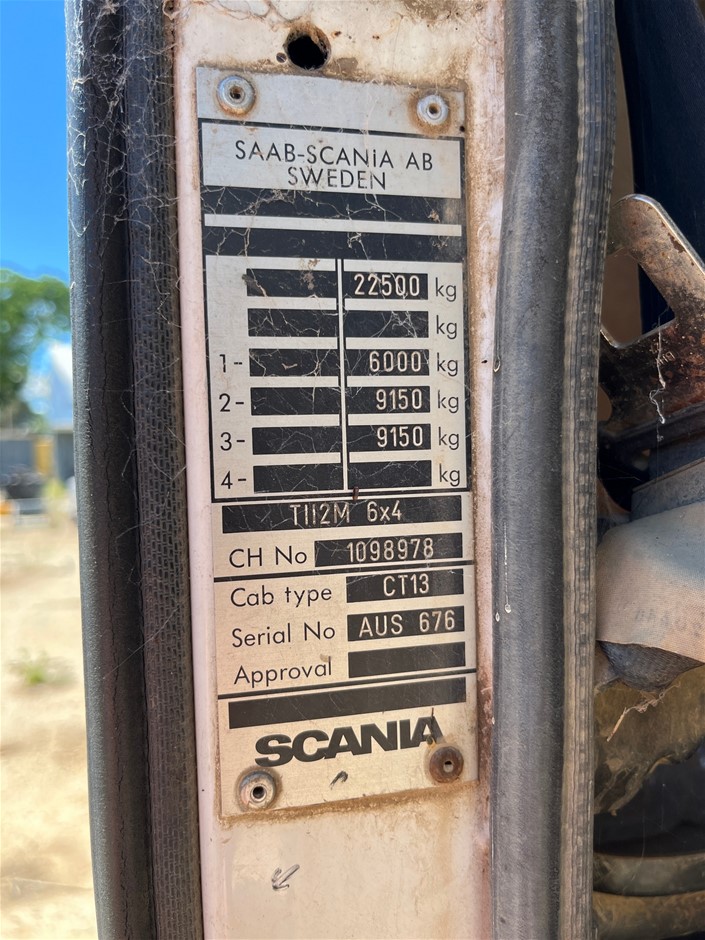 SAAB-SCANIA AB
SWEDEN
22500 kg
kg
1- 6000 kg
2- 9150 kg
3- 9150 kg
4- kg
T112M 6x4
CH No 1098978
Cab type CT13
Serial No AUS 676
Approval
SCANIA